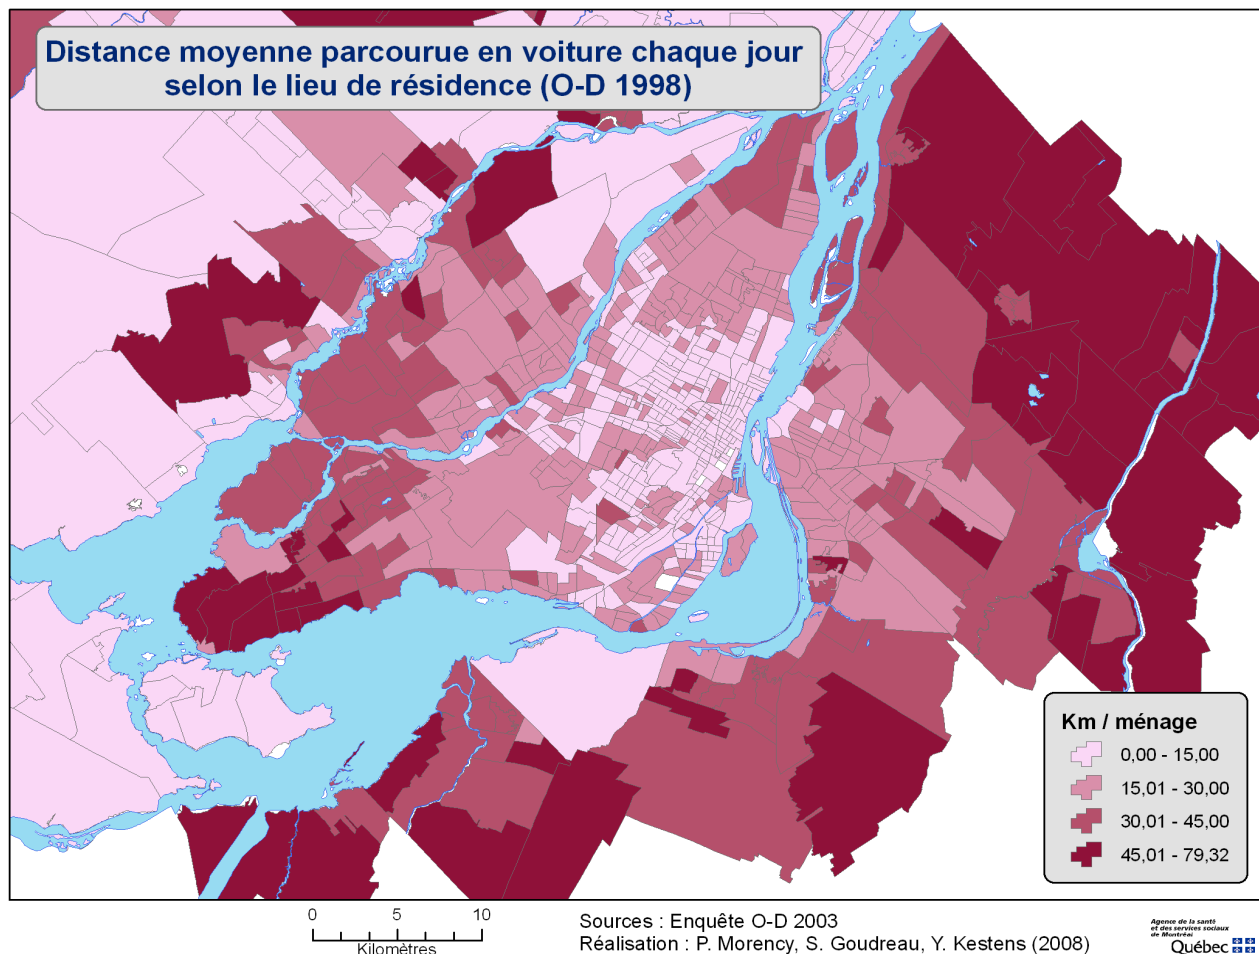 Distance moyenne parcourue en voiture chaque jour
selon le lieu de résidence (O-D 1998)
Km / ménage
0,00 - 15,00
15,01 - 30,00
30,01 - 45,00
45,01 - 79,32
0 5 10
Kilomètres
Sources : Enquête O-D 2003
Réalisation : P. Morency, S. Goudreau, Y. Kestens (2008)
Agence de la santé
et des services sociaux
de Montréal
Québec